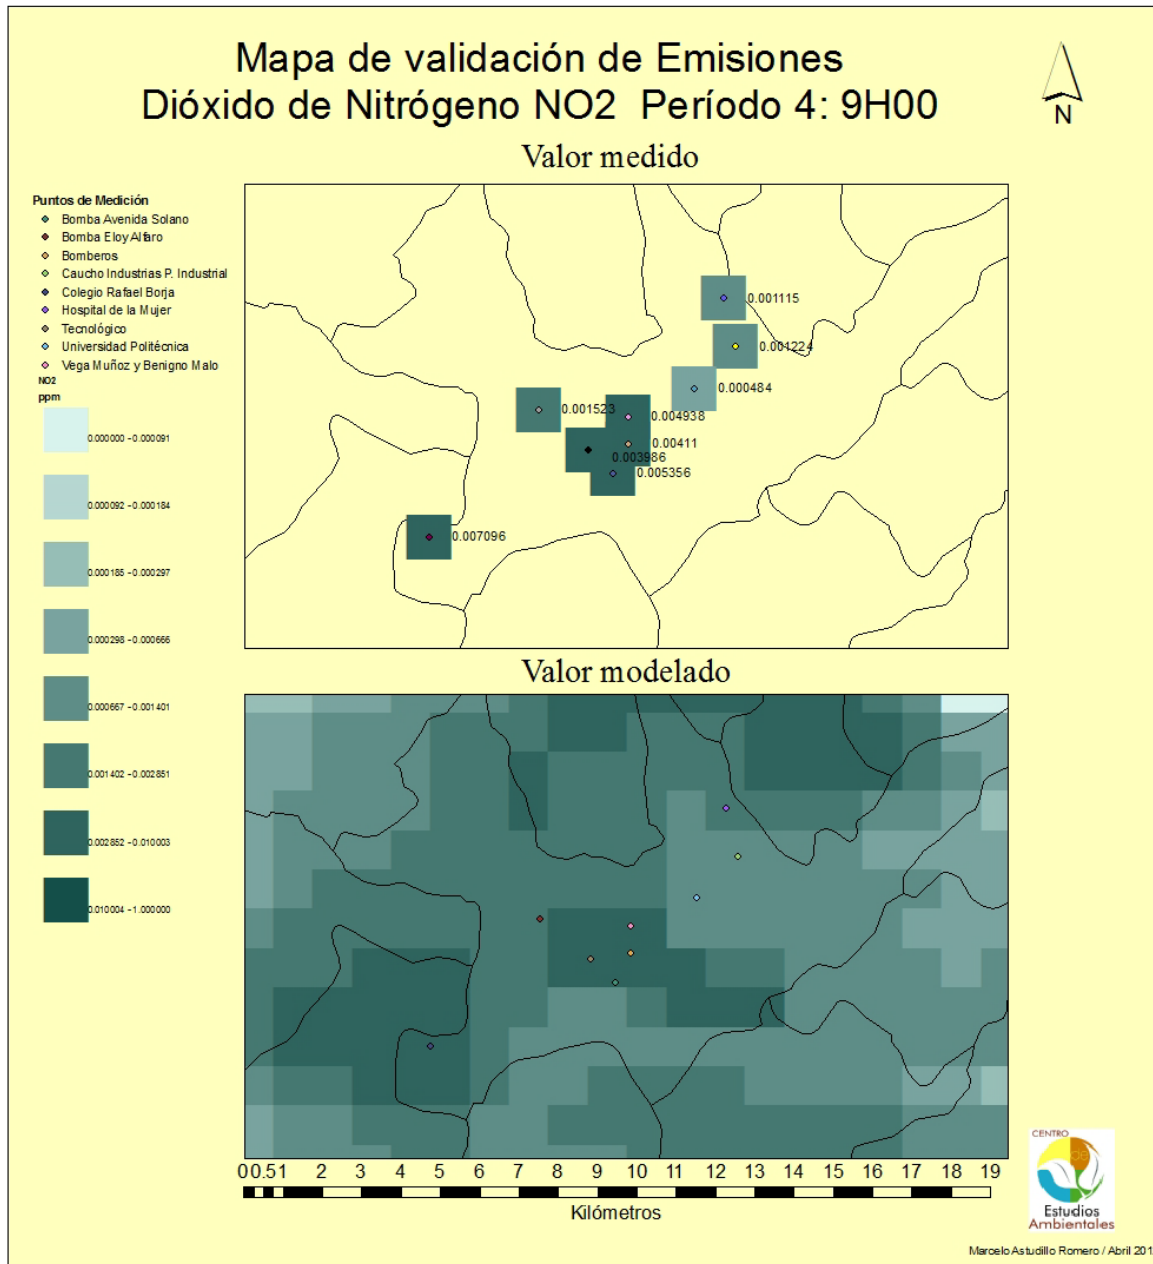 Mapa de validación de Emisiones
Dióxido de Nitrógeno NO2 Período 4: 9H00
N
Valor medido
Puntos de Medición
Bomba Avenida Solano
Bomba Eloy Alfaro
Bomberos
Caucho Industrias P. Industrial
Colegio Rafael Borja
Hospital de la Mujer
Tecnológico
Universidad Politécnica
Vega Muñoz y Benigno Malo
NO2
ppm
0.000000 - 0.000091
0.000092 - 0.000184
0.000185 - 0.000297
0.000298 - 0.000666
0.000667 - 0.001401
0.001402 - 0.002851
0.002852 - 0.010003
0.010004 - 1.000000
0.001115
0.001224
0.000484
0.001523
0.004938
0.00411
0.003986
0.005356
0.007096
Valor modelado
0 0.5 1 2 3 4 5 6 7 8 9 10 11 12 13 14 15 16 17 18 19
Kilómetros
CENTRO
Estudios
Ambientales
Marcelo Astudillo Romero / Abril 201